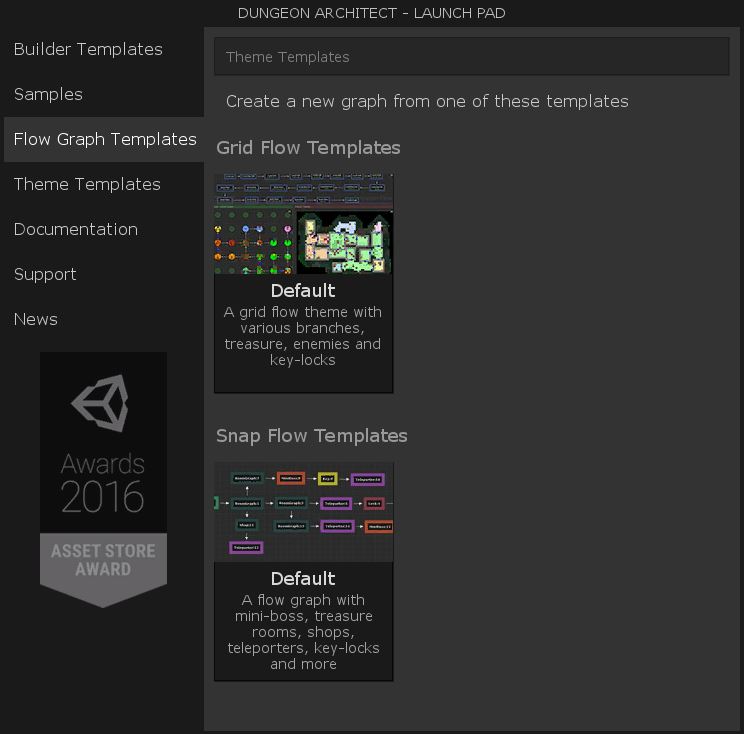 DUNGEON ARCHITECT - LAUNCH PAD
Builder Templates
Samples
Flow Graph Templates
Theme Templates
Documentation
Support
News
Awards
2016
ASSET STORE
AWARD
Theme Templates
Create a new graph from one of these templates
Grid Flow Templates
Default
A grid flow theme with
various branches,
treasure, enemies and
key-locks
Snap Flow Templates
Default
A flow graph with
mini-boss, treasure
rooms, shops,
teleporters, key-locks
and more